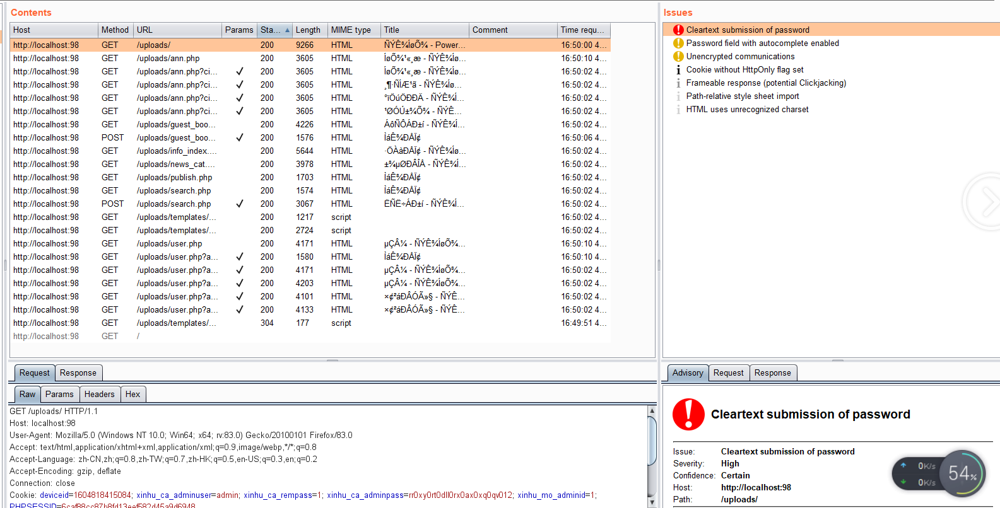 Contents
Host Method URL Params Sta... Length MIME type Title Comment Time requ...
http://localhost:98 GET /uploads/ 200 9266 HTML ÑÝÊ¾ÍøÕ¾ - Power... 16:50:00 4...
http://localhost:98 GET /uploads/ann.php 200 3605 HTML ÍøÕ¾¹«¸æ - ÑÝÊ¾Íø... 16:50:10 4...
http://localhost:98 GET /uploads/ann.php?ci... ✓ 200 3605 HTML ÍøÕ¾¹«¸æ - ÑÝÊ¾Íø... 16:50:02 4...
http://localhost:98 GET /uploads/ann.php?ci... ✓ 200 3605 HTML ¸¶·ÑÍÆ¹ã - ÑÝÊ¾Íø... 16:50:02 4...
http://localhost:98 GET /uploads/ann.php?ci... ✓ 200 3605 HTML °ïÖúÖÐÐÄ - ÑÝÊ¾Í... 16:50:02 4...
http://localhost:98 GET /uploads/ann.php?ci... ✓ 200 3605 HTML ¹ØÓÚ±¾Õ¾ - ÑÝÊ... 16:50:02 4...
http://localhost:98 GET /uploads/guest_boo... 200 4226 HTML ÁôÑÔÁÐ±í - ÑÝÊ¾Í... 16:50:02 4...
http://localhost:98 POST /uploads/guest_boo... ✓ 200 1576 HTML ÌáÊ¾ÐÅÏ¢ 16:50:06 4...
http://localhost:98 GET /uploads/info_index.... 200 5644 HTML ·ÖÀàÐÅÏ¢ - ÑÝÊ¾Íø... 16:50:02 4...
http://localhost:98 GET /uploads/news_cat.... 200 3978 HTML ±¾µØÐÂÎÅ - ÑÝÊ¾Í... 16:50:02 4...
http://localhost:98 GET /uploads/publish.php 200 1703 HTML ÌáÊ¾ÐÅÏ¢ 16:50:02 4...
http://localhost:98 GET /uploads/search.php 200 1574 HTML ÌáÊ¾ÐÅÏ¢ 16:50:02 4...
http://localhost:98 POST /uploads/search.php ✓ 200 3067 HTML ËÑË÷ÁÐ±í - ÑÝÊ¾Í... 16:50:02 4...
http://localhost:98 GET /uploads/templates/... 200 1217 script 16:50:02 4...
http://localhost:98 GET /uploads/templates/... 200 2724 script 16:50:02 4...
http://localhost:98 GET /uploads/user.php 200 4171 HTML µÇÂ¼ - ÑÝÊ¾ÍøÕ¾... 16:50:10 4...
http://localhost:98 GET /uploads/user.php?a... ✓ 200 1580 HTML ÌáÊ¾ÐÅÏ¢ 16:50:10 4...
http://localhost:98 GET /uploads/user.php?a... ✓ 200 4171 HTML µÇÂ¼ - ÑÝÊ¾ÍøÕ¾... 16:50:02 4...
http://localhost:98 GET /uploads/user.php?a... ✓ 200 4203 HTML µÇÂ¼ - ÑÝÊ¾ÍøÕ¾... 16:50:02 4...
http://localhost:98 GET /uploads/user.php?a... ✓ 200 4101 HTML ×¢²áÐÂÓÃ»§ - ÑÝÊ... 16:50:02 4...
http://localhost:98 GET /uploads/user.php?a... ✓ 200 4133 HTML ×¢²áÐÂÓÃ»§ - ÑÝÊ... 16:50:02 4...
http://localhost:98 GET /uploads/templates/... 304 177 script 16:49:51 4...
http://localhost:98 GET /
Request Response
Raw Params Headers Hex
GET /uploads/ HTTP/1.1
Host: localhost:98
User-Agent: Mozilla/5.0 (Windows NT 10.0; Win64; x64; rv:83.0) Gecko/20100101 Firefox/83.0
Accept: text/html,application/xhtml+xml,application/xml;q=0.9,image/webp,*/*;q=0.8
Accept-Language: zh-CN,zh;q=0.8,zh-TW;q=0.7,zh-HK;q=0.5,en-US;q=0.3,en;q=0.2
Accept-Encoding: gzip, deflate
Connection: close
Cookie: deviceid=1604818415084; xinhu_ca_adminuser=admin; xinhu_ca_rempass=1; xinhu_ca_adminpass=rr0xy0rt0dll0rx0ax0xq0qv012; xinhu_mo_adminid=1;
PHPSESSID=6caf88cc87b8fd13eef582d45a9d6948
Issues
Cleartext submission of password
Password field with autocomplete enabled
Unencrypted communications
Cookie without HttpOnly flag set
Frameable response (potential Clickjacking)
Path-relative style sheet import
HTML uses unrecognized charset
Advisory Request Response
Cleartext submission of password
Issue: Cleartext submission of password
Severity: High
Confidence: Certain
Host: http://localhost:98
Path: /uploads/
0K/s
0K/s
54%